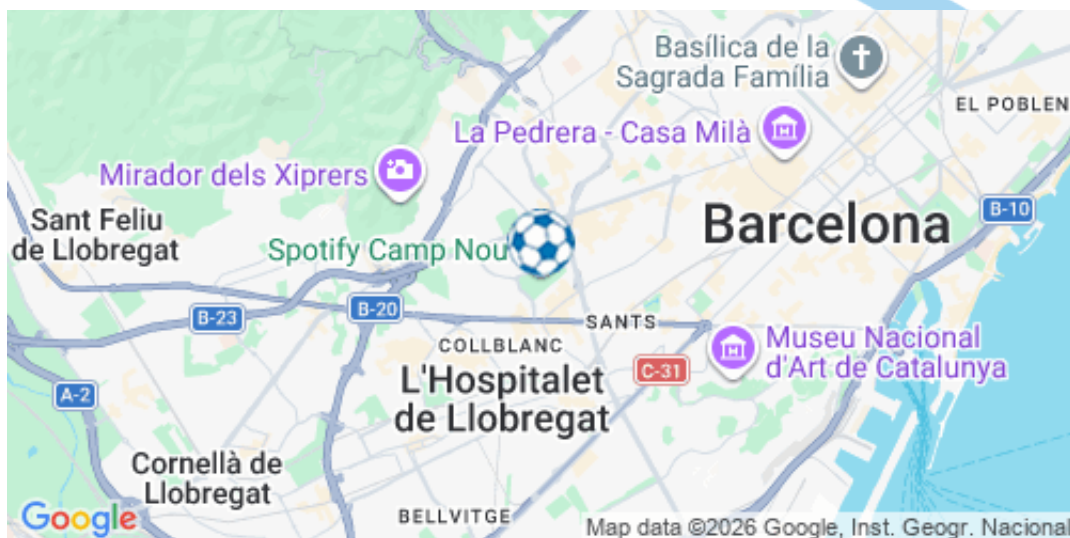 Basílica de la
Sagrada Família
EL POBLEN
La Pedrera - Casa Milà
Mirador dels Xiprers
B-10
Sant Feliu
de Llobregat
Barcelona
Spotify Camp Nou
B-20
B-23
SANTS
Museu Nacional
d'Art de Catalunya
COLLBLANC
C-31
L'Hospitalet
de Llobregat
A-2
Cornellà de
Llobregat
BELLVITGE
Google
Map data ©2026 Google, Inst. Geogr. Nacional